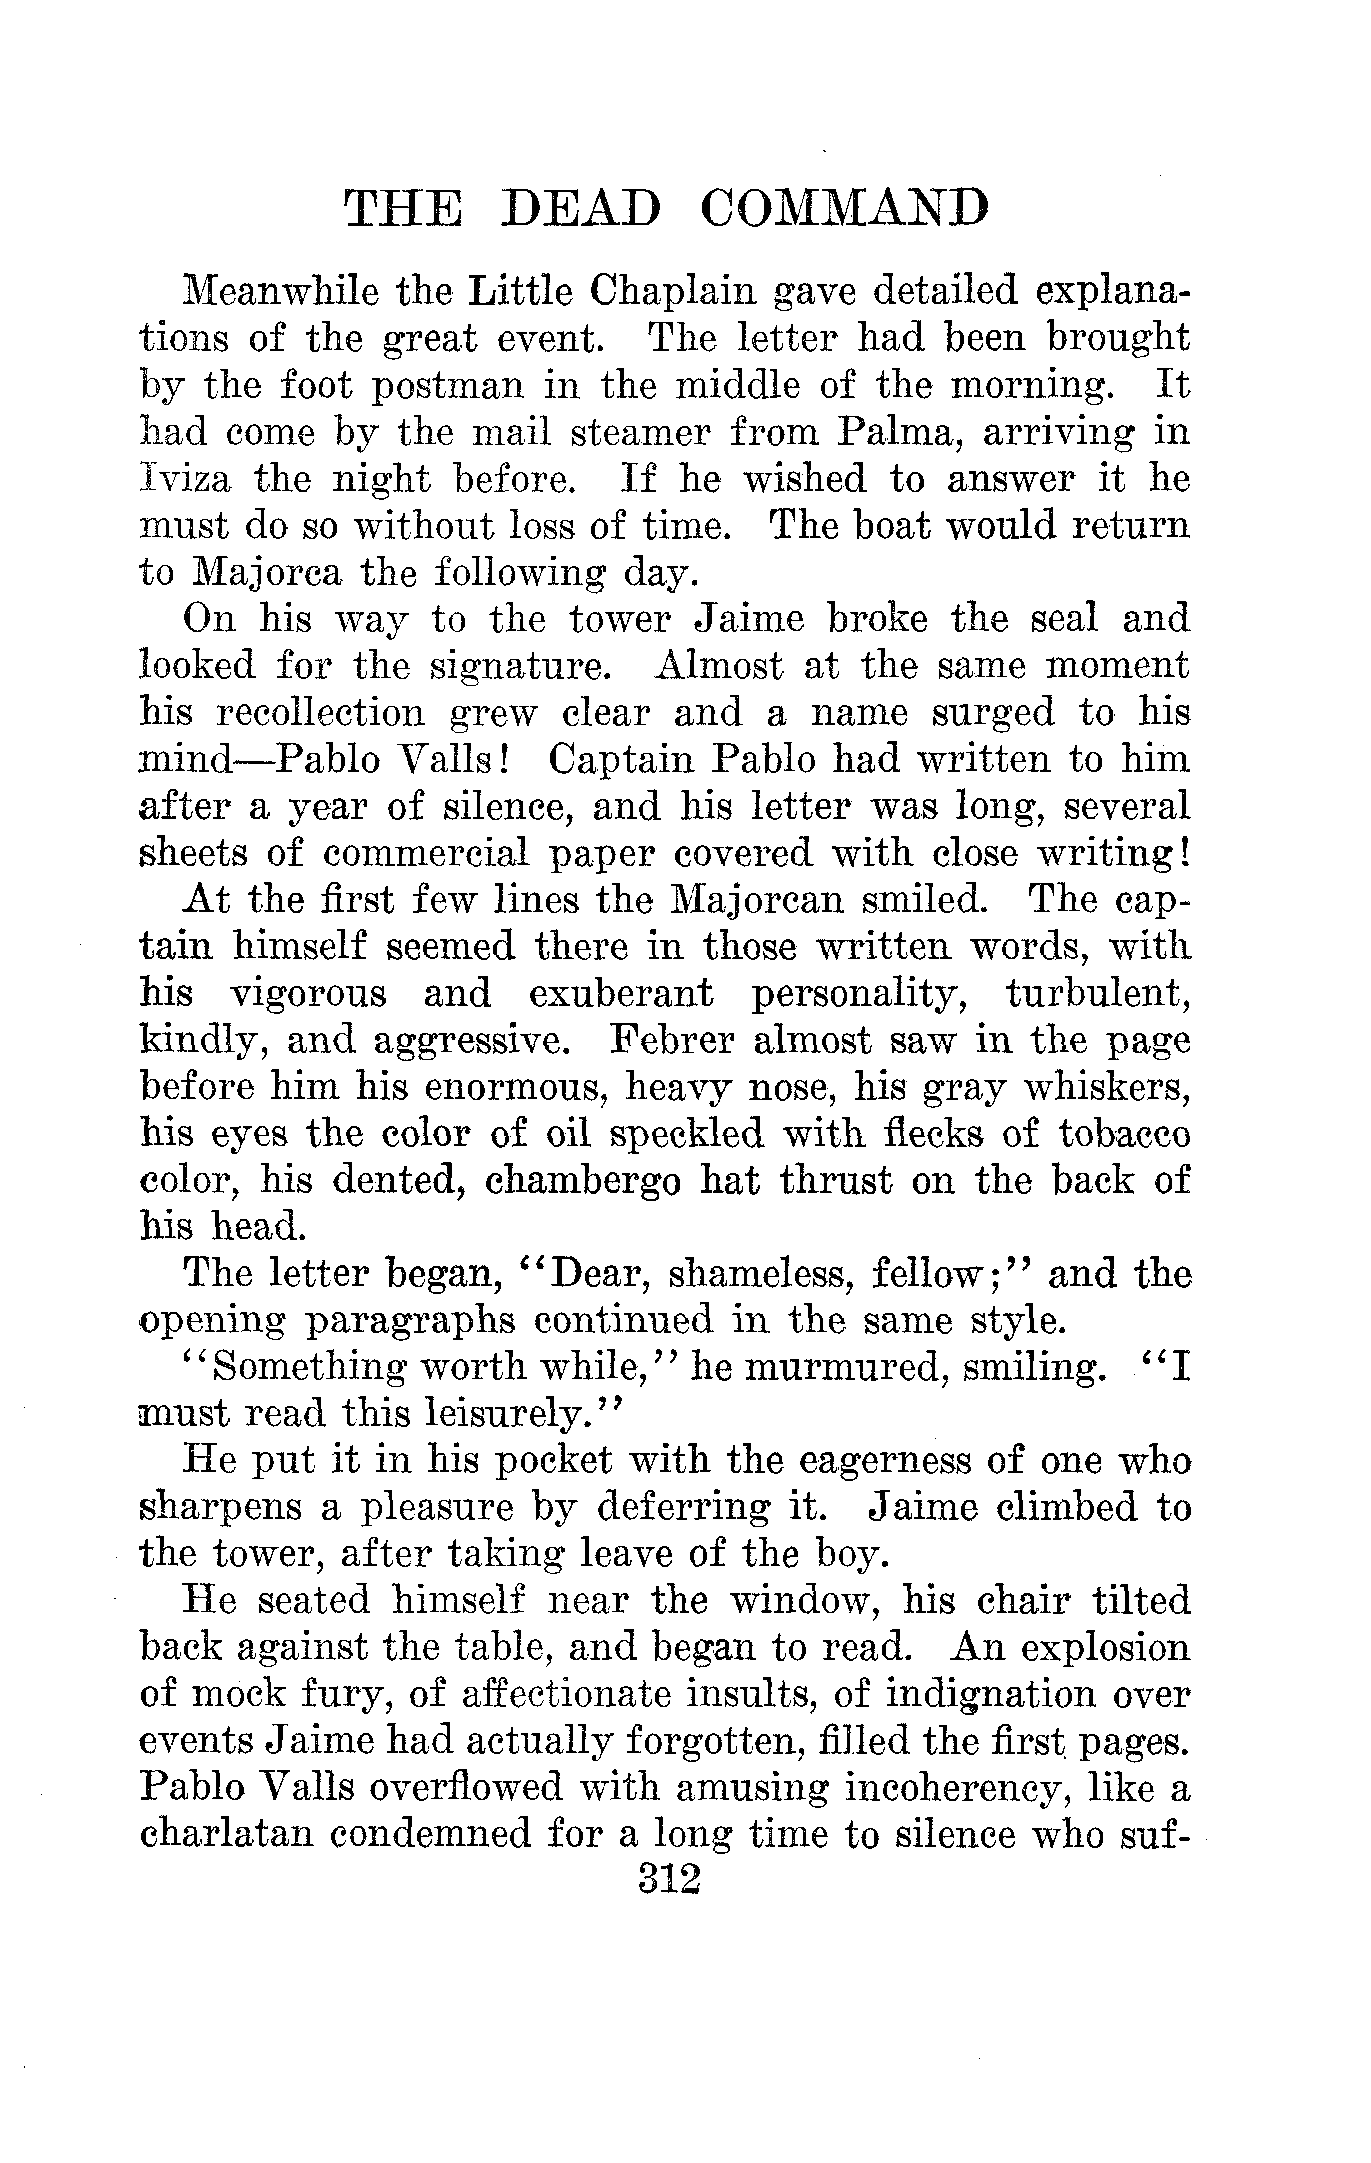 THE DEAD COMMAND
Meanwhile the Little Chaplain gave detailed explana-
tions of the great event. The letter had been brought
by the foot postman in the middle of the morning. It
had come by the mail steamer from Palma, arriving in
Iviza the night before. If he wished to answer it he
must do so without loss of time. The boat would return
to Majorca the following day.
On his way to the tower Jaime broke the seal and
looked for the signature. Almost at the same moment
his recollection grew clear and a name surged to his
mind—Pablo Valls! Captain Pablo had written to him
after a year of silence, and his letter was long, several
sheets of commercial paper covered with close writing!
At the first few lines the Majorcan smiled. The cap-
tain himself seemed there in those written words, with
his vigorous and exuberant personality, turbulent,
kindly, and aggressive. Febrer almost saw in the page
before him his enormous, heavy nose, his gray whiskers,
his eyes the color of oil speckled with flecks of tobacco
color, his dented, chambergo hat thrust on the back of
his head.
The letter began, "Dear, shameless, fellow;" and the
opening paragraphs continued in the same style.
"Something worth while," he murmured, smiling. "I
must read this leisurely."
He put it in his pocket with the eagerness of one who
sharpens a pleasure by deferring it. Jaime climbed to
the tower, after taking leave of the boy.
He seated himself near the window, his chair tilted
back against the table, and began to read. An explosion
of mock fury, of affectionate insults, of indignation over
events Jaime had actually forgotten, filled the first pages.
Pablo Valls overflowed with amusing incoherency, like a
charlatan condemned for a long time to silence who suf-
312